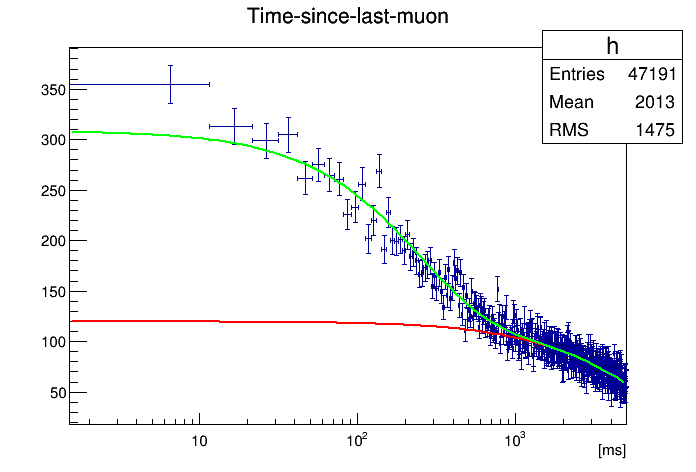 Time-since-last-muon
h
Entries 47191
Mean 2013
RMS 1475
350
300
250
200
150
100
50
10 10² 10³
[ms]